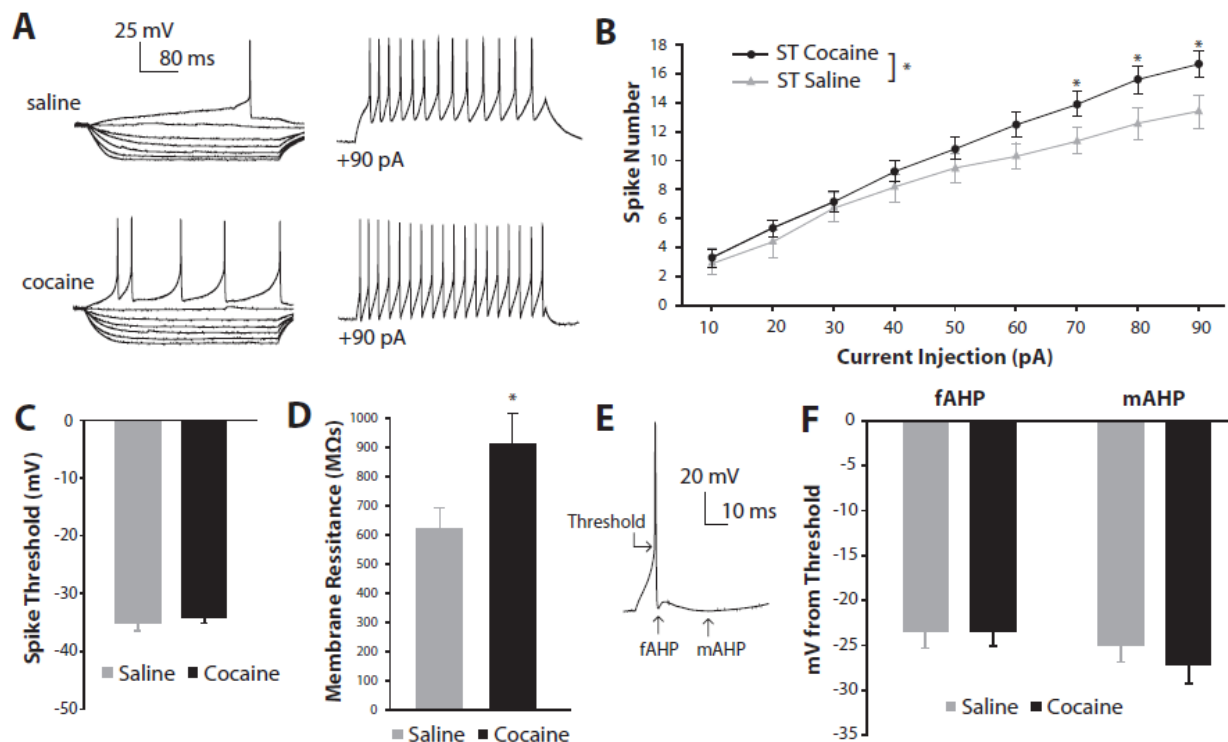 A
25 mV
80 ms
saline
+90 pA
cocaine
+90 pA
B
ST Cocaine
ST Saline
*
*
*
*
Spike Number
18
16
14
12
10
8
6
4
2
0
10 20 30 40 50 60 70 80 90
Current Injection (pA)
C
Spike Threshold (mV)
0
-10
-20
-30
-40
-50
Saline Cocaine
D
*
Membrane Ressitance (MΩs)
1000
900
800
700
600
500
400
300
200
100
0
Saline Cocaine
E
20 mV
10 ms
Threshold
fAHP mAHP
F
fAHP mAHP
mV from Threshold
0
-5
-10
-15
-20
-25
-30
-35
Saline Cocaine